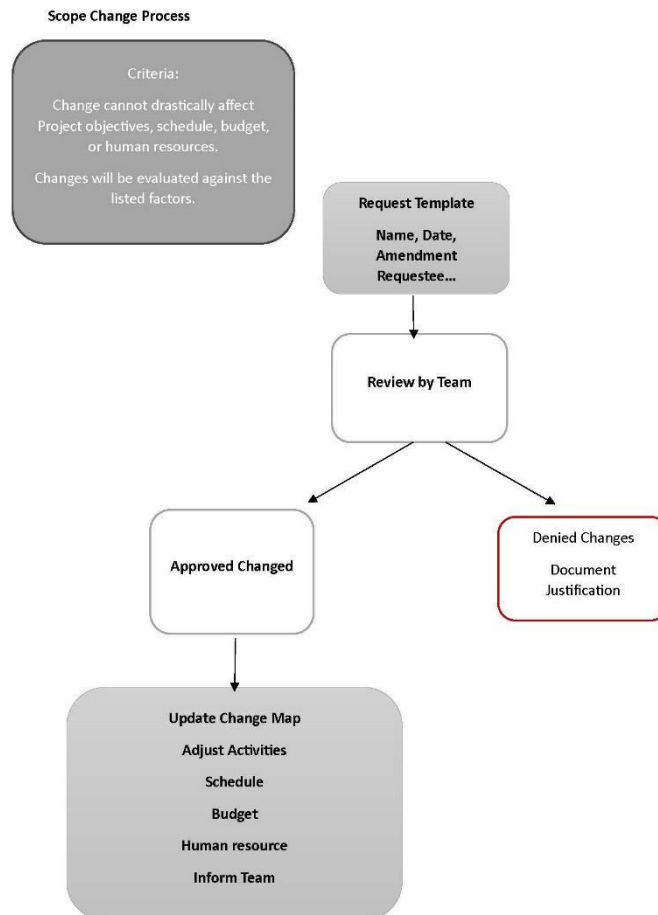 Scope Change Process
Criteria:
Change cannot drastically affect
Project objectives, schedule, budget,
or human resources.
Changes will be evaluated against the
listed factors.
Request Template
Name, Date,
Amendment
Requestee...
Review by Team
Approved Changed
Denied Changes
Document
Justification
Update Change Map
Adjust Activities
Schedule
Budget
Human resource
Inform Team